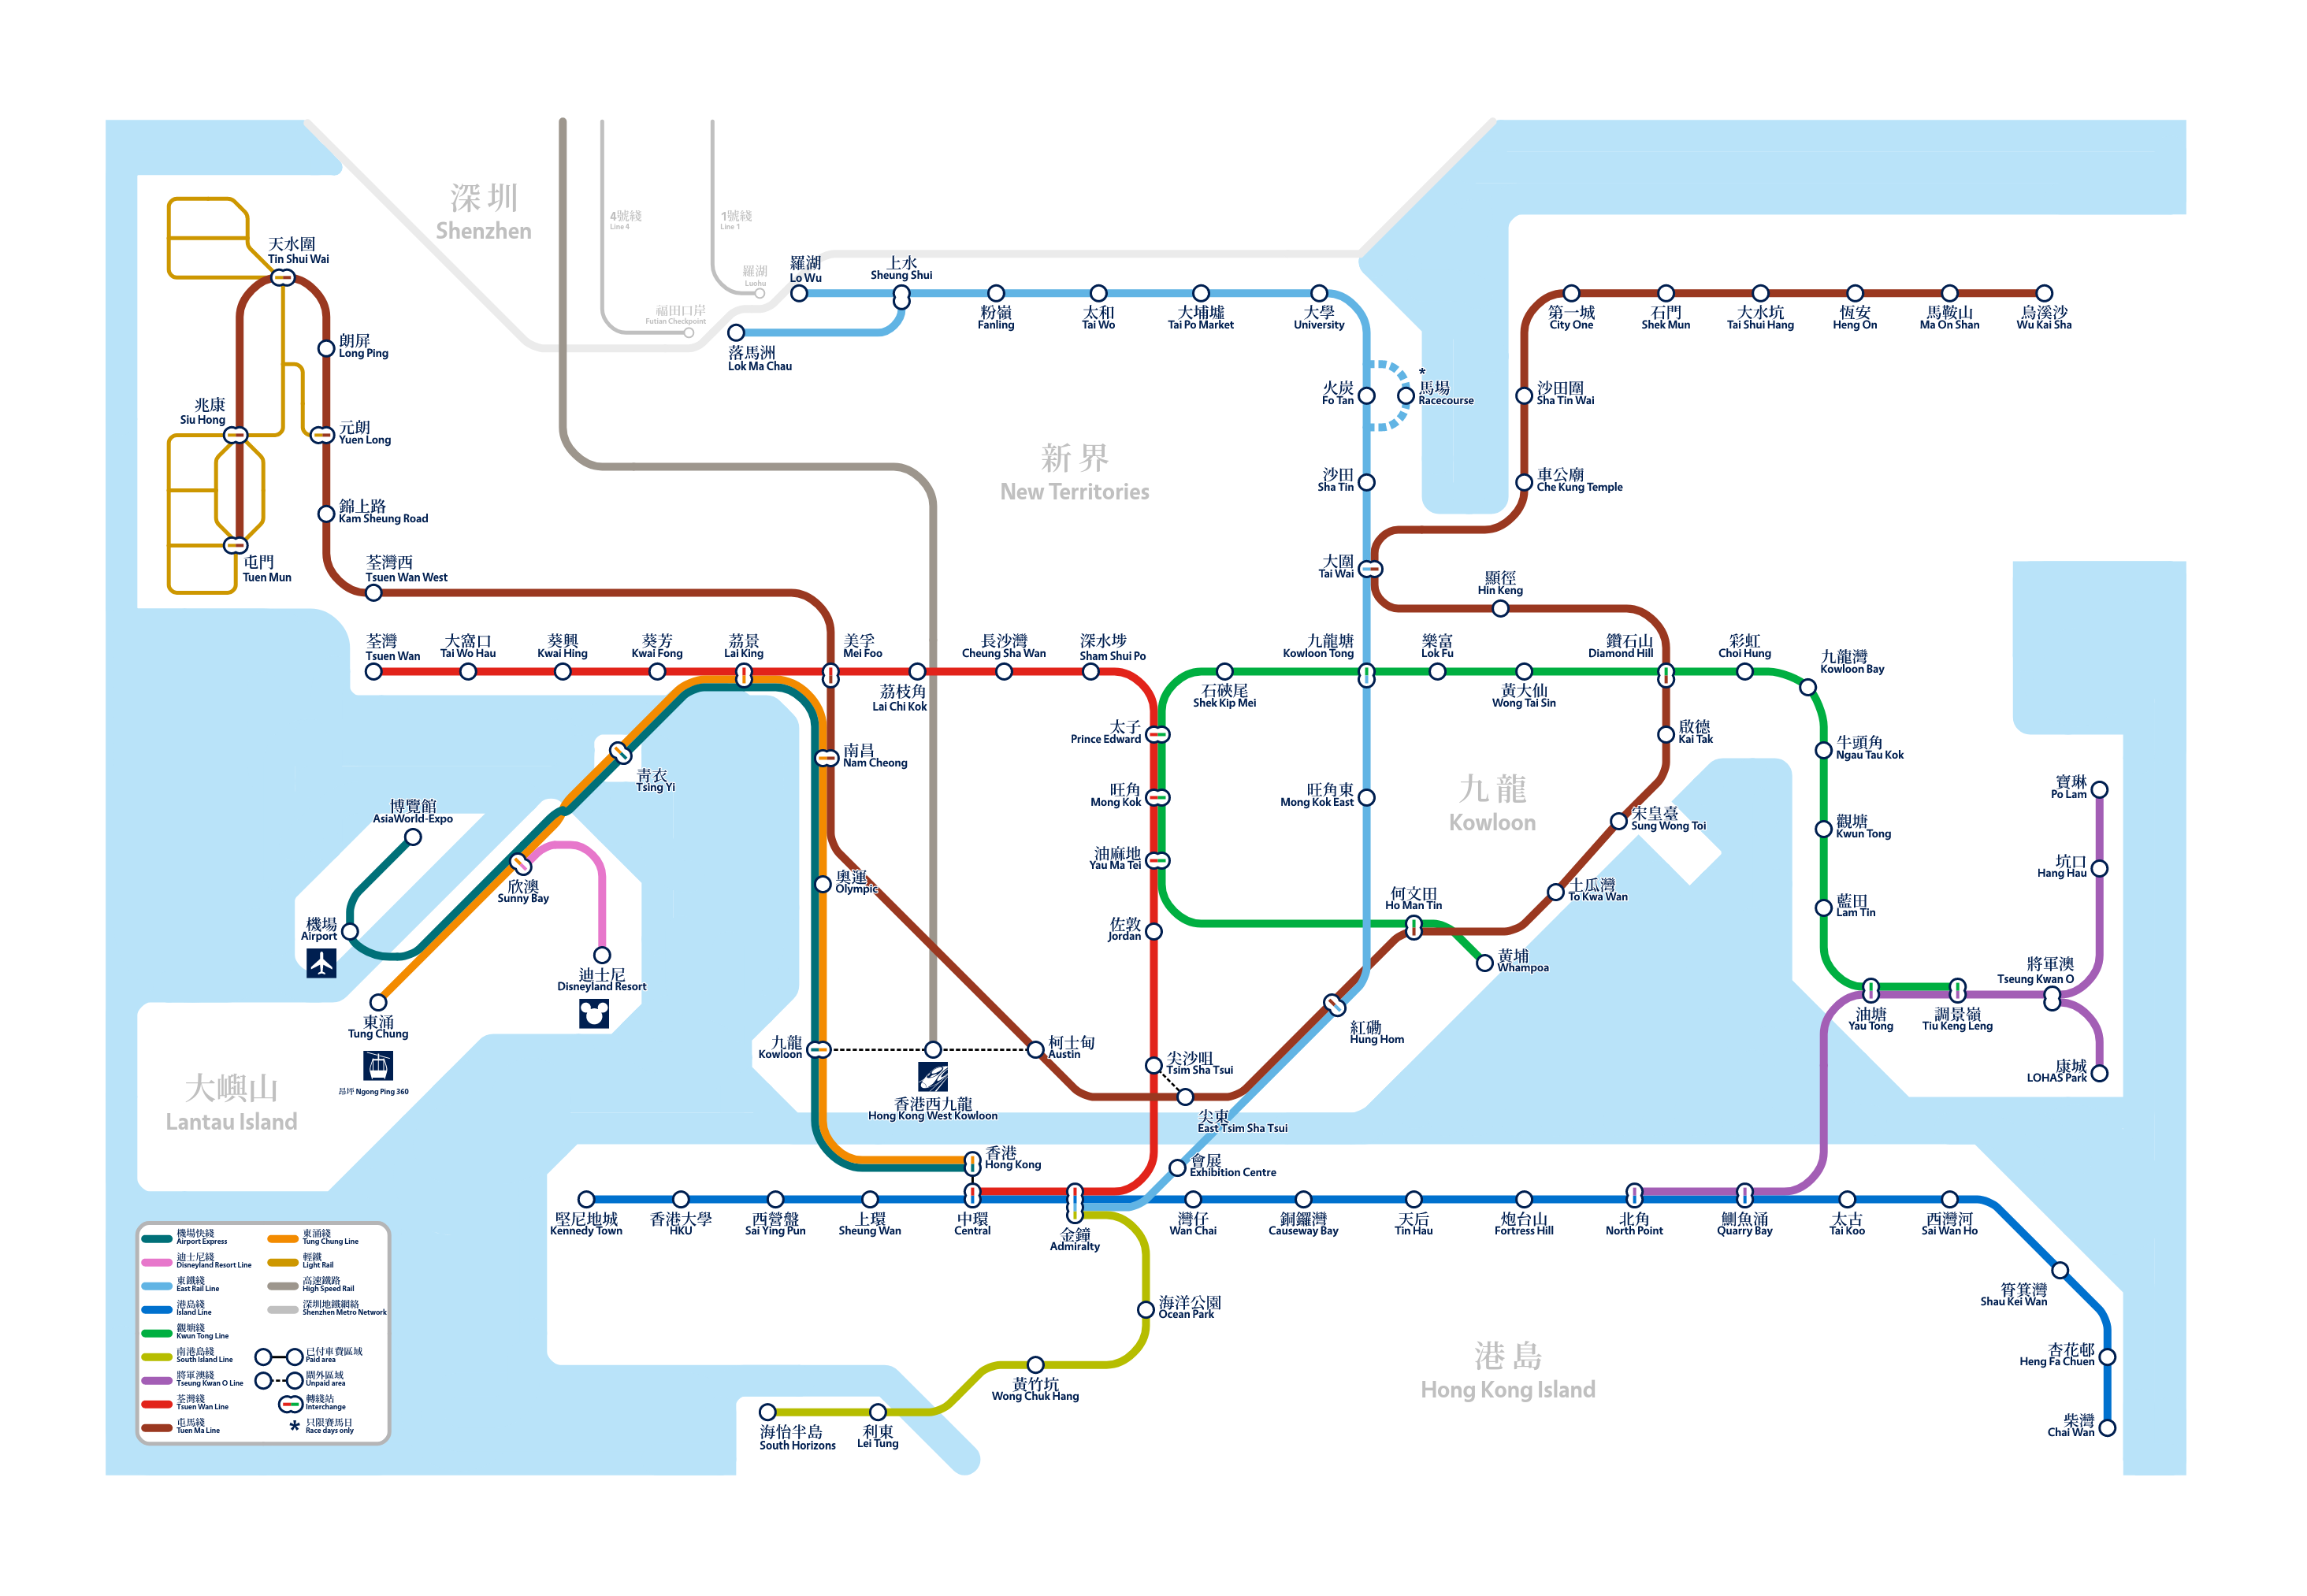 深圳
Shenzhen
4號綫
Line 4
1號綫
Line 1
羅湖
Luohu
福田口岸
Futian Checkpoint
天水圍
Tin Shui Wai
朗屏
Long Ping
兆康
Siu Hong
元朗
Yuen Long
錦上路
Kam Sheung Road
屯門
Tuen Mun
荃灣西
Tsuen Wan West
羅湖
Lo Wu
上水
Sheung Shui
落馬洲
Lok Ma Chau
粉嶺
Fanling
太和
Tai Wo
大埔墟
Tai Po Market
大學
University
火炭
Fo Tan
*
馬場
Racecourse
沙田
Sha Tin
大圍
Tai Wai
第一城
City One
石門
Shek Mun
大水坑
Tai Shui Hang
恆安
Heng On
馬鞍山
Ma On Shan
烏溪沙
Wu Kai Sha
沙田圍
Sha Tin Wai
車公廟
Che Kung Temple
新界
New Territories
顯徑
Hin Keng
荃灣
Tsuen Wan
大窩口
Tai Wo Hau
葵興
Kwai Hing
葵芳
Kwai Fong
荔景
Lai King
美孚
Mei Foo
荔枝角
Lai Chi Kok
長沙灣
Cheung Sha Wan
深水埗
Sham Shui Po
石硤尾
Shek Kip Mei
九龍塘
Kowloon Tong
樂富
Lok Fu
黃大仙
Wong Tai Sin
鑽石山
Diamond Hill
彩虹
Choi Hung
九龍灣
Kowloon Bay
太子
Prince Edward
啟德
Kai Tak
牛頭角
Ngau Tau Kok
青衣
Tsing Yi
南昌
Nam Cheong
旺角
Mong Kok
旺角東
Mong Kok East
九龍
Kowloon
宋皇臺
Sung Wong Toi
觀塘
Kwun Tong
寶琳
Po Lam
博覽館
AsiaWorld-Expo
油麻地
Yau Ma Tei
坑口
Hang Hau
欣澳
Sunny Bay
奧運
Olympic
何文田
Ho Man Tin
土瓜灣
To Kwa Wan
藍田
Lam Tin
機場
Airport
佐敦
Jordan
黃埔
Whampoa
迪士尼
Disneyland Resort
將軍澳
Tseung Kwan O
油塘
Yau Tong
調景嶺
Tiu Keng Leng
東涌
Tung Chung
昂坪 Ngong Ping 360
九龍
Kowloon
柯士甸
Austin
紅磡
Hung Hom
尖沙咀
Tsim Sha Tsui
康城
LOHAS Park
大嶼山
Lantau Island
香港西九龍
Hong Kong West Kowloon
尖東
East Tsim Sha Tsui
香港
Hong Kong
會展
Exhibition Centre
堅尼地城
Kennedy Town
香港大學
HKU
西營盤
Sai Ying Pun
上環
Sheung Wan
中環
Central
金鐘
Admiralty
灣仔
Wan Chai
銅鑼灣
Causeway Bay
天后
Tin Hau
炮台山
Fortress Hill
北角
North Point
鰂魚涌
Quarry Bay
太古
Tai Koo
西灣河
Sai Wan Ho
筲箕灣
Shau Kei Wan
杏花邨
Heng Fa Chuen
柴灣
Chai Wan
海洋公園
Ocean Park
黃竹坑
Wong Chuk Hang
利東
Lei Tung
海怡半島
South Horizons
港島
Hong Kong Island
機場快綫
Airport Express
迪士尼綫
Disneyland Resort Line
東鐵綫
East Rail Line
港島綫
Island Line
觀塘綫
Kwun Tong Line
南港島綫
South Island Line
將軍澳綫
Tseung Kwan O Line
荃灣綫
Tsuen Wan Line
屯馬綫
Tuen Ma Line
東涌綫
Tung Chung Line
輕鐵
Light Rail
高速鐵路
High Speed Rail
深圳地鐵網絡
Shenzhen Metro Network
已付車費區域
Paid area
閘外區域
Unpaid area
轉綫站
Interchange
*
只限賽馬日
Race days only